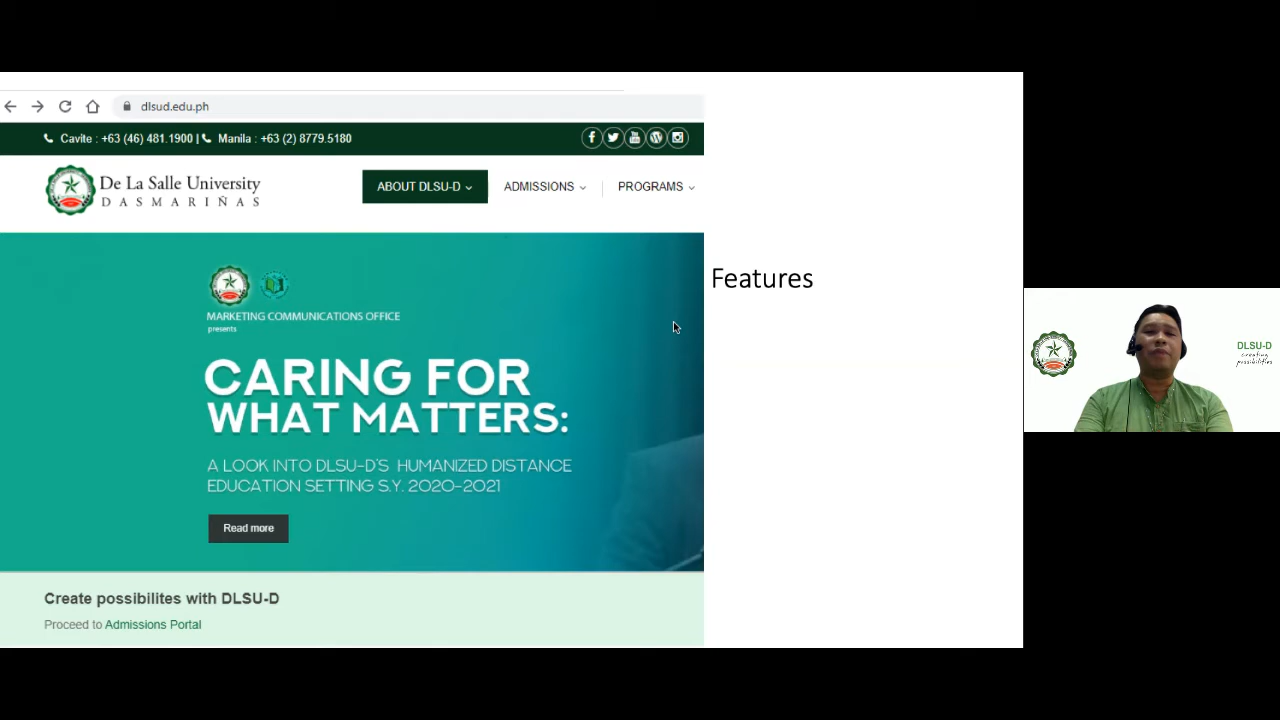 dlsud.edu.ph
Cavite : +63 (46) 481.1900 | Manila : +63 (2) 8779.5180
De La Salle University
DASMARIÑAS
ABOUT DLSU-D
ADMISSIONS
PROGRAMS
MARKETING COMMUNICATIONS OFFICE
presents
CARING FOR
WHAT MATTERS:
A LOOK INTO DLSU-D'S HUMANIZED DISTANCE
EDUCATION SETTING S.Y. 2020-2021
Read more
Create possibilites with DLSU-D
Proceed to Admissions Portal
Features
DLSU-D
creating
possibilities